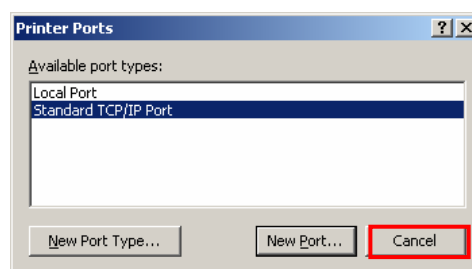 Printer Ports
Available port types:
Local Port
Standard TCP/IP Port
New Port Type... New Port... Cancel